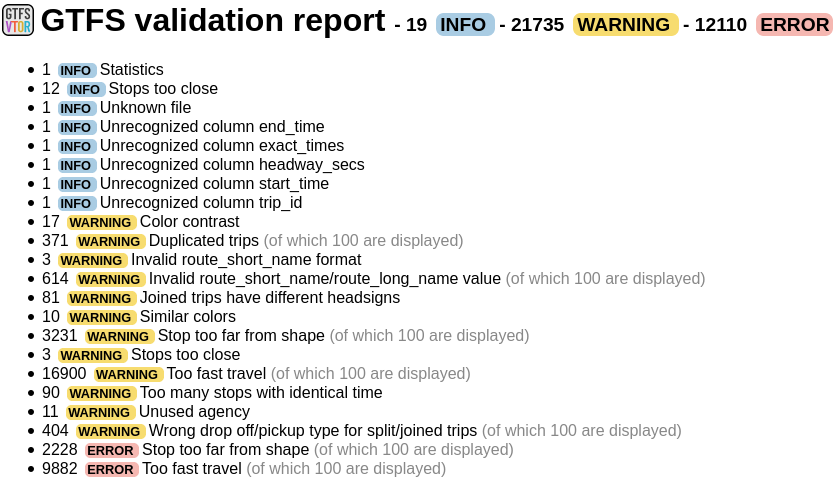 GTFS VTOR GTFS validation report - 19 INFO - 21735 WARNING - 12110 ERROR
• 1 INFO Statistics
• 12 INFO Stops too close
• 1 INFO Unknown file
• 1 INFO Unrecognized column end_time
• 1 INFO Unrecognized column exact_times
• 1 INFO Unrecognized column headway_secs
• 1 INFO Unrecognized column start_time
• 1 INFO Unrecognized column trip_id
• 17 WARNING Color contrast
• 371 WARNING Duplicated trips (of which 100 are displayed)
• 3 WARNING Invalid route_short_name format
• 614 WARNING Invalid route_short_name/route_long_name value (of which 100 are displayed)
• 81 WARNING Joined trips have different headsigns
• 10 WARNING Similar colors
• 3231 WARNING Stop too far from shape (of which 100 are displayed)
• 3 WARNING Stops too close
• 16900 WARNING Too fast travel (of which 100 are displayed)
• 90 WARNING Too many stops with identical time
• 11 WARNING Unused agency
• 404 WARNING Wrong drop off/pickup type for split/joined trips (of which 100 are displayed)
• 2228 ERROR Stop too far from shape (of which 100 are displayed)
• 9882 ERROR Too fast travel (of which 100 are displayed)